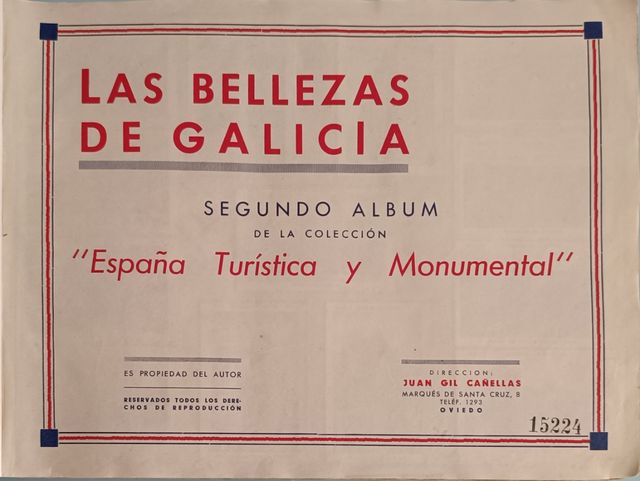 LAS BELLEZAS
DE GALICIA
SEGUNDO ALBUM
DE LA COLECCIÓN
"España Turística y Monumental"
ES PROPIEDAD DEL AUTOR
RESERVADOS TODOS LOS DERE-
CHOS DE REPRODUCCIÓN
DIRECCION:
JUAN GIL CAÑELLAS
MARQUÉS DE SANTA CRUZ, 8
TELÉF. 1293
OVIEDO
15224